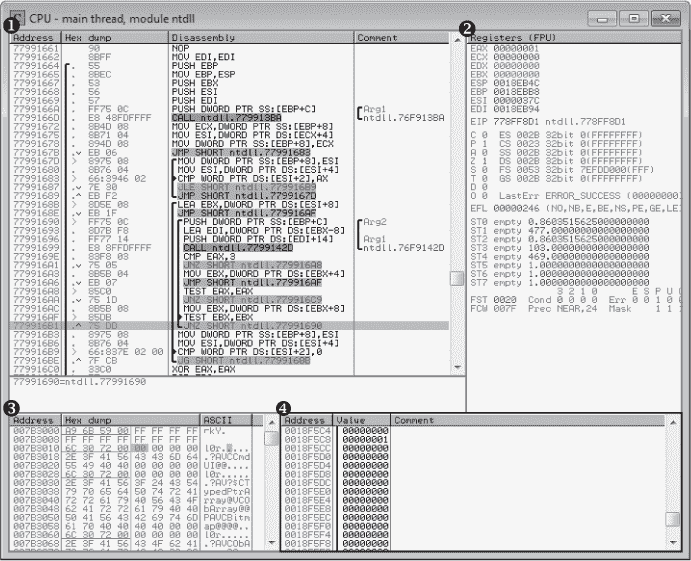 CPU - main thread, module ntdll
1
Address Hex dump Disassembly Comment
77991661 90 NOP
77991662 8BFF MOV EDI,EDI
77991664 . 55 PUSH EBP
77991665 . 8BEC MOV EBP,ESP
77991667 . 53 PUSH EBX
77991668 . 56 PUSH ESI
77991669 . 57 PUSH EDI
7799166A . FF75 0C PUSH DWORD PTR SS:[EBP+C] Arg1
7799166D . E8 48FDFFFF CALL ntdll.779913BA ntdll.76F913BA
77991672 . 8B4D 08 MOV ECX,DWORD PTR SS:[EBP+8]
77991675 . 8B71 04 MOV ESI,DWORD PTR DS:[ECX+4]
77991678 . 894D 08 MOV DWORD PTR SS:[EBP+8],ECX
7799167B .v EB 06 JMP SHORT ntdll.77991683
7799167D > 8975 08 MOV DWORD PTR SS:[EBP+8],ESI
77991680 . 8B76 04 MOV ESI,DWORD PTR DS:[ESI+4]
77991683 > 66:3946 02 CMP WORD PTR DS:[ESI+2],AX
77991687 .v 7E 30 JLE SHORT ntdll.779916B9
77991689 .^ EB F2 JMP SHORT ntdll.7799167D
7799168B > 8D5E 08 LEA EBX,DWORD PTR DS:[ESI+8]
7799168E .v EB 1F JMP SHORT ntdll.779916AF
77991690 > FF75 0C PUSH DWORD PTR SS:[EBP+C] Arg2
77991693 . 8D7B F8 LEA EDI,DWORD PTR DS:[EBX-8]
77991696 . FF77 14 PUSH DWORD PTR DS:[EDI+14] Arg1
77991699 . E8 8FFDFFFF CALL ntdll.7799142D ntdll.76F9142D
7799169E . 83F8 03 CMP EAX,3
779916A1 .v 75 05 JNZ SHORT ntdll.779916A8
779916A3 . 8B5B 04 MOV EBX,DWORD PTR DS:[EBX+4]
779916A6 .v EB 07 JMP SHORT ntdll.779916AF
779916A8 > 85C0 TEST EAX,EAX
779916AA .v 75 1D JNZ SHORT ntdll.779916C9
779916AC . 8B5B 08 MOV EBX,DWORD PTR DS:[EBX+8]
779916AF > 85DB TEST EBX,EBX
779916B1 .^ 75 DD JNZ SHORT ntdll.77991690
779916B3 . 8975 08 MOV DWORD PTR SS:[EBP+8],ESI
779916B6 . 8B76 04 MOV ESI,DWORD PTR DS:[ESI+4]
779916B9 > 66:837E 02 00 CMP WORD PTR DS:[ESI+2],0
779916BE .^ 7F CB JG SHORT ntdll.7799168B
779916C0 . 33C0 XOR EAX,EAX
77991690=ntdll.77991690
2
Registers (FPU)
EAX 00000001
ECX 00000000
EDX 00000000
EBX 00000000
ESP 0018EB4C
EBP 0013EBB8
ESI 0000037C
EDI 0018EB94
EIP 778FF8D1 ntdll.778FF8D1
C 0 ES 002B 32bit 0(FFFFFFFF)
P 1 CS 0023 32bit 0(FFFFFFFF)
A 0 SS 002B 32bit 0(FFFFFFFF)
Z 1 DS 002B 32bit 0(FFFFFFFF)
S 0 FS 0053 32bit 7EFDD000(FFF)
T 0 GS 002B 32bit 0(FFFFFFFF)
D 0
O 0 LastErr ERROR_SUCCESS (00000000)
EFL 00000246 (NO,NB,E,BE,NS,PE,GE,LE)
ST0 empty 0.8603515625000000000
ST1 empty 477.00000000000000000
ST2 empty 0.8603515625000000000
ST3 empty 103.00000000000000000
ST4 empty 469.00000000000000000
ST5 empty 1.0000000000000000000
ST6 empty 1.0000000000000000000
ST7 empty 1.0000000000000000000
3 2 1 0 E S P U O
FST 0020 Cond 0 0 0 0 Err 0 0 1 0 0
FCW 007F Prec NEAR,24 Mask 1 1 1
3
Address Hex dump ASCII
007B3000 A9 6B 59 00 FF FF FF FF rkY.
007B3008 FF FF FF FF FF FF FF FF
007B3010 6C 30 72 00 00 00 00 00 l0r.....
007B3018 2E 3F 41 56 43 43 6D 64 .?AVCCmd
007B3020 55 49 40 40 00 00 00 00 UI@@....
007B3028 6C 30 72 00 00 00 00 00 l0r.....
007B3030 2E 3F 41 56 3F 24 43 54 .?AV?$CT
007B3038 79 70 65 64 50 74 72 41 ypedPtrA
007B3040 72 72 61 79 40 56 43 4F rray@VCO
007B3048 62 41 72 72 61 79 40 40 bArray@@
007B3050 50 41 56 43 42 69 74 6D PAVCBitm
007B3058 61 70 40 40 40 40 00 00 ap@@@@..
007B3060 6C 30 72 00 00 00 00 00 l0r.....
007B3068 2E 3F 41 56 43 4F 62 41 .?AVCObA
4
Address Value Comment
0018F5C4 00000000
0018F5C8 00000001
0018F5CC 00000000
0018F5D0 00000000
0018F5D4 00000000
0018F5D8 00000000
0018F5DC 00000000
0018F5E0 00000000
0018F5E4 00000000
0018F5E8 00000000
0018F5EC 00000000
0018F5F0 00000000
0018F5F4 00000000
0018F5F8 00000000